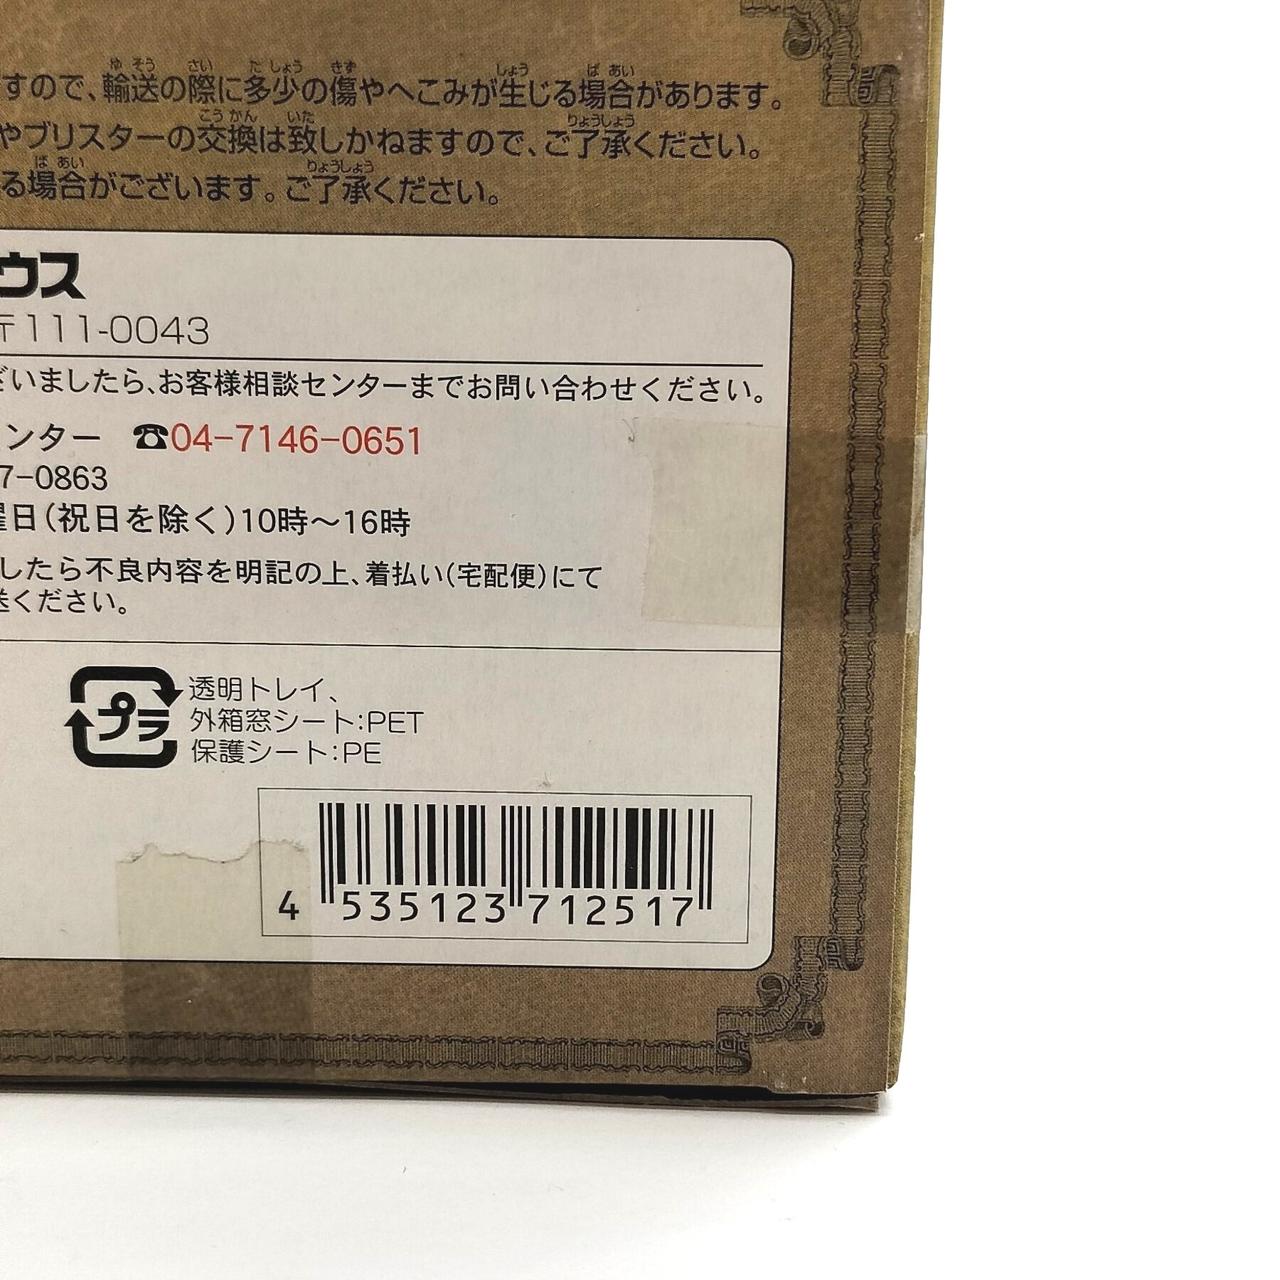 すので、輸送の際に多少の傷やへこみが生じる場合があります。
やブリスターの交換は致しかねますので、ご了承ください。
る場合がございます。ご了承ください。
ウス
〒111-0043
ざいましたら、お客様相談センターまでお問い合わせください。
ンター ☎04-7146-0651
7-0863
曜日(祝日を除く)10時〜16時
したら不良内容を明記の上、着払い(宅配便)にて
送ください。
プラ
透明トレイ、
外箱窓シート:PET
保護シート:PE
4 535123 712517